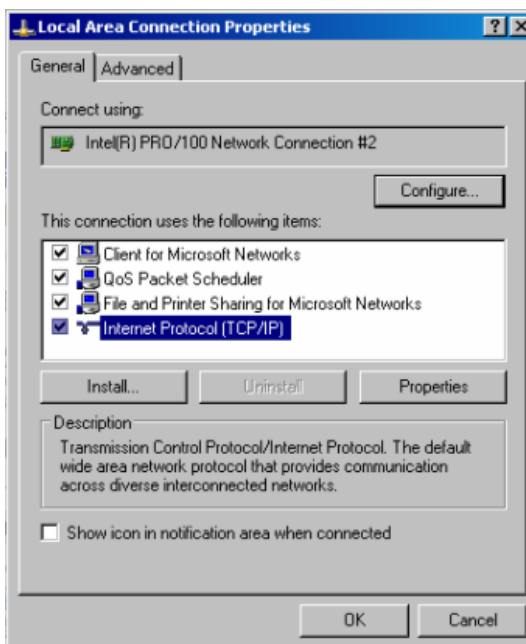 Local Area Connection Properties
General Advanced
Connect using:
Intel(R) PRO/100 Network Connection #2
Configure...
This connection uses the following items:
Client for Microsoft Networks
QoS Packet Scheduler
File and Printer Sharing for Microsoft Networks
Internet Protocol (TCP/IP)
Install... Uninstall Properties
Description
Transmission Control Protocol/Internet Protocol. The default
wide area network protocol that provides communication
across diverse interconnected networks.
Show icon in notification area when connected
OK Cancel